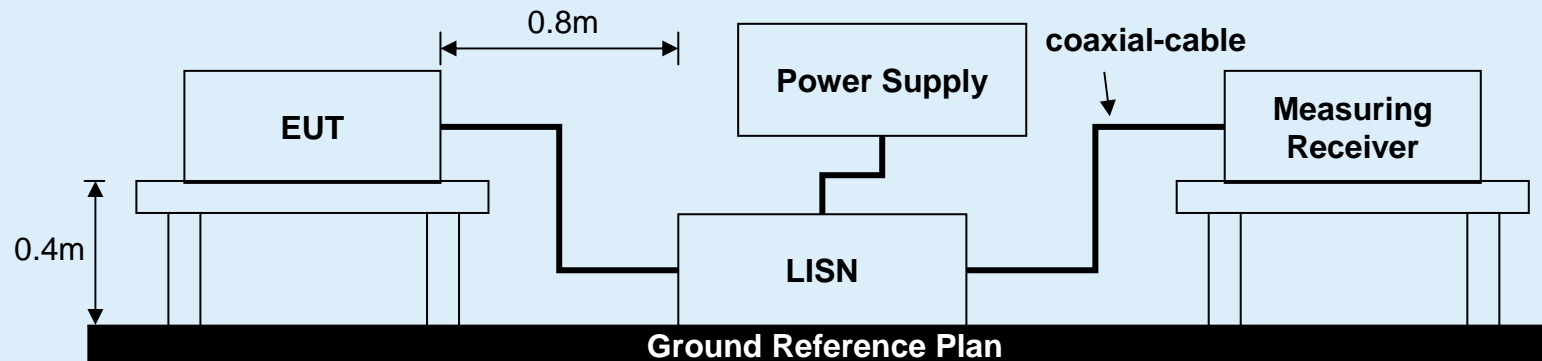 0.8m
coaxial-cable
Power Supply
EUT
Measuring
Receiver
0.4m
LISN
Ground Reference Plan